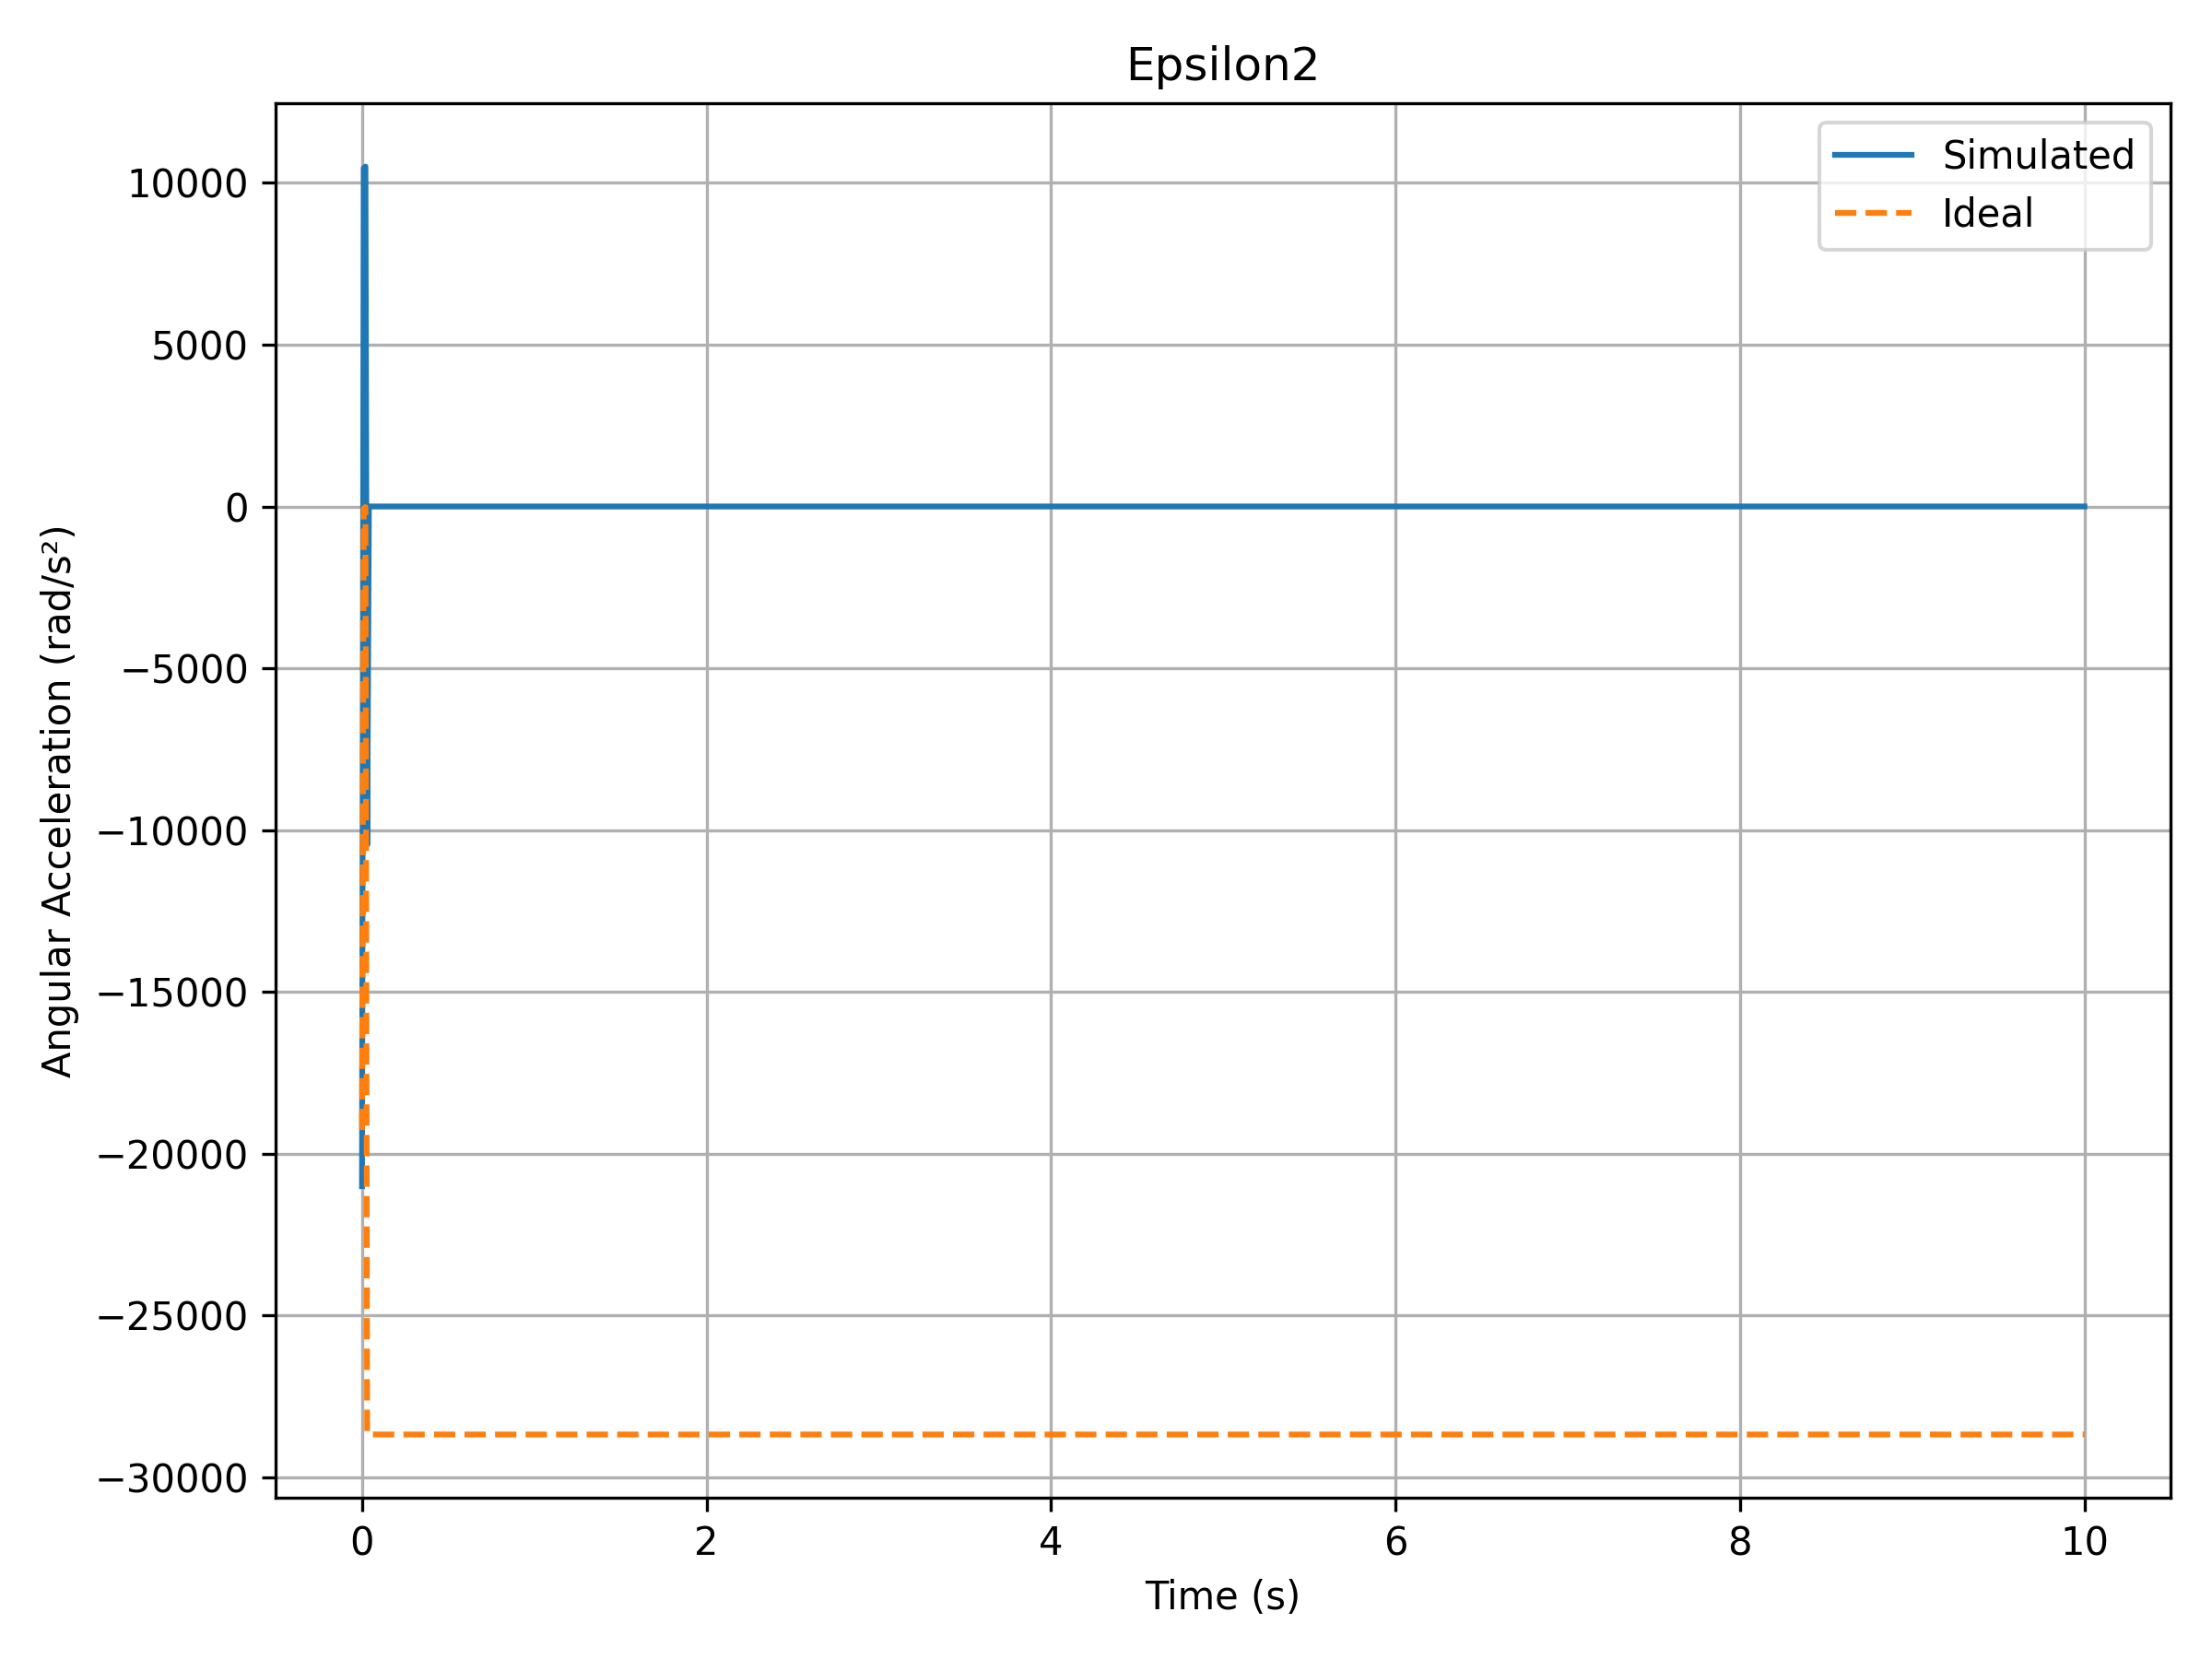 Epsilon2
Simulated
Ideal
10000
5000
0
−5000
−10000
−15000
−20000
−25000
−30000
Angular Acceleration (rad/s²)
0 2 4 6 8 10
Time (s)